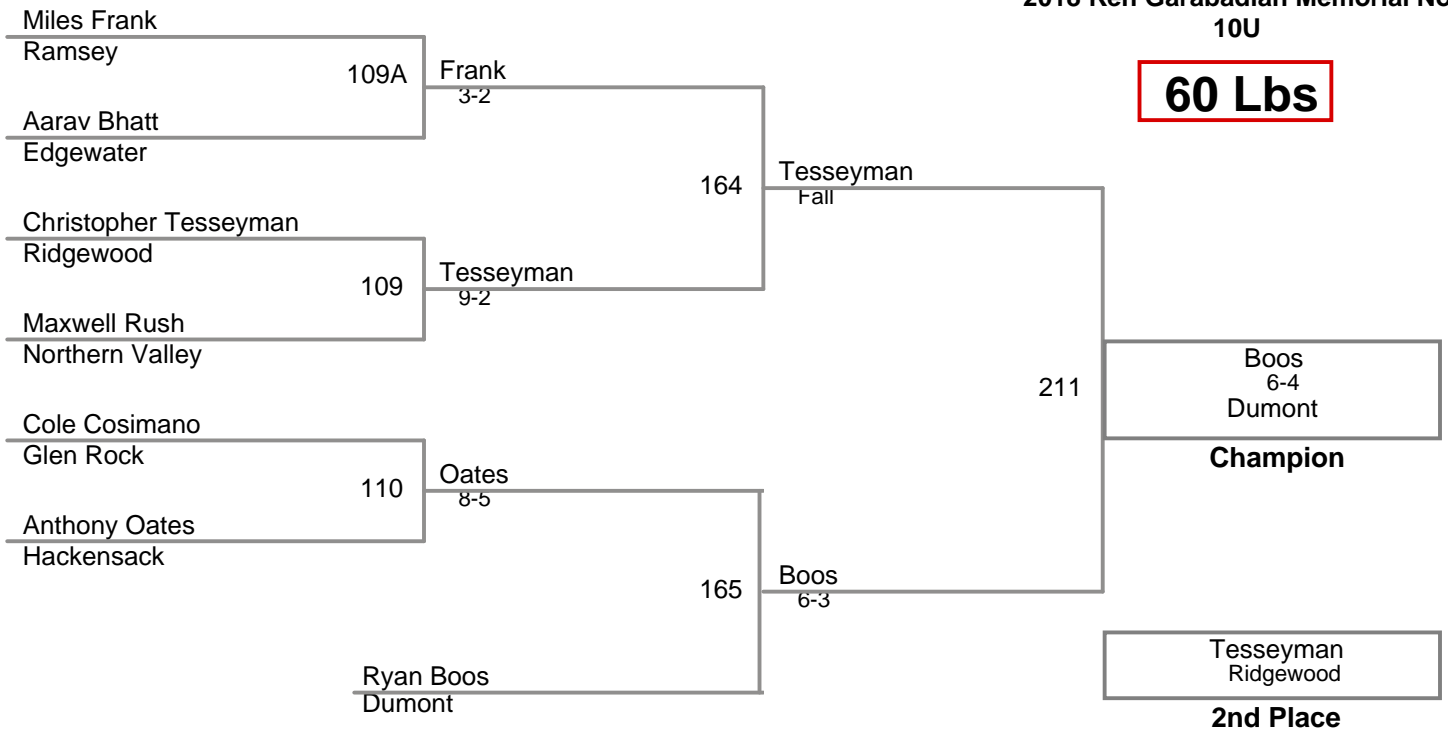 2018 Ken Garabadian Memorial No
10U
60 Lbs
Miles Frank
Ramsey
109A
Frank
3-2
Aarav Bhatt
Edgewater
164
Tesseyman
Fall
Christopher Tesseyman
Ridgewood
109
Tesseyman
9-2
Maxwell Rush
Northern Valley
211
Boos
6-4
Dumont
Champion
Cole Cosimano
Glen Rock
110
Oates
8-5
Anthony Oates
Hackensack
165
Boos
6-3
Ryan Boos
Dumont
Tesseyman
Ridgewood
2nd Place